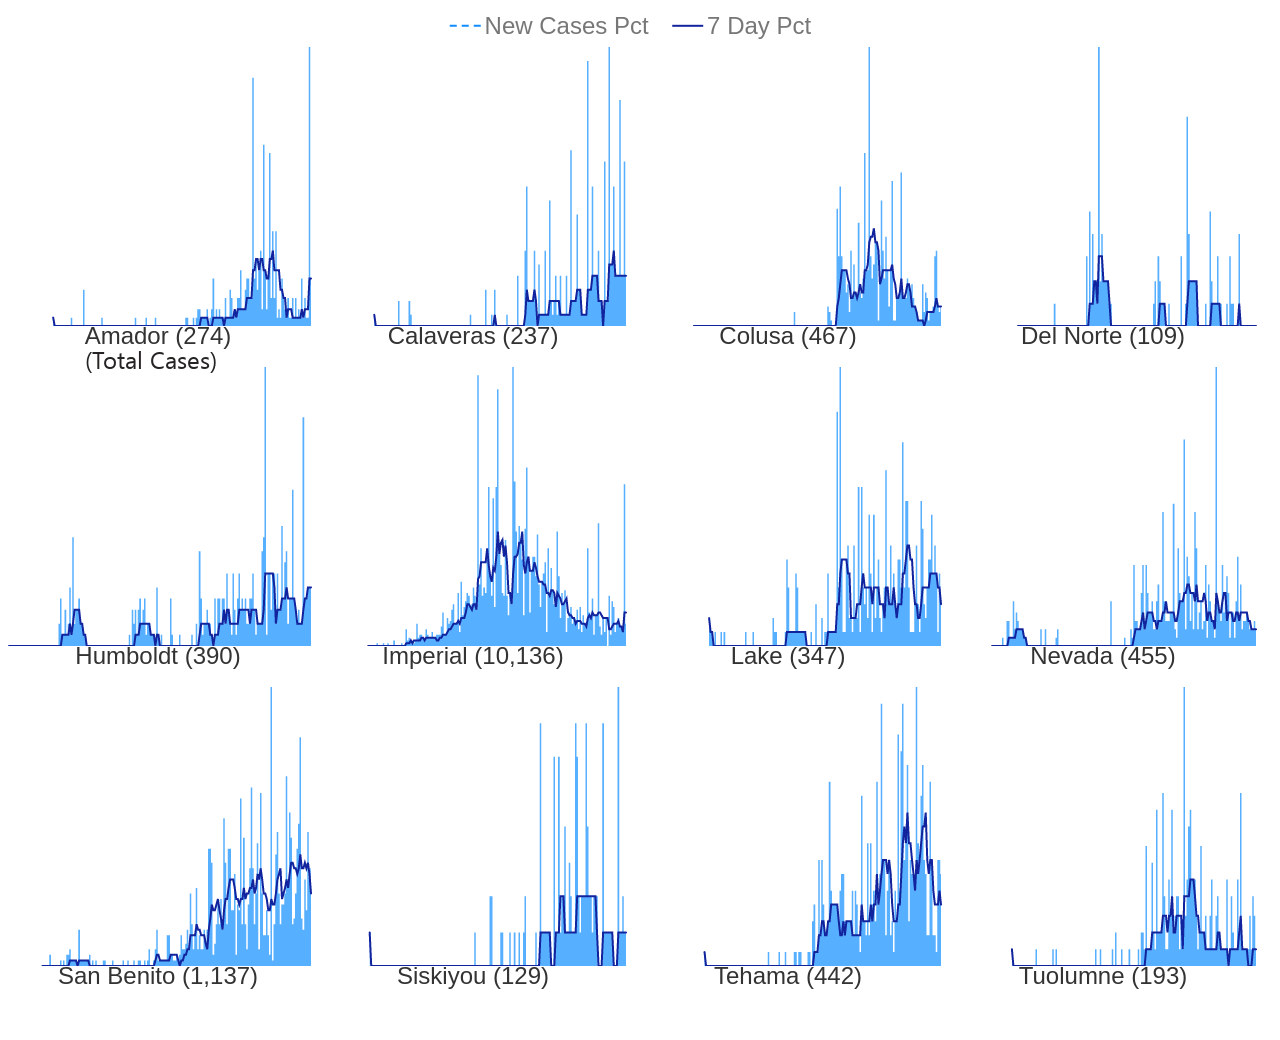 New Cases Pct 7 Day Pct
Amador (274) Calaveras (237) Colusa (467) Del Norte (109)
(Total Cases)
Humboldt (390) Imperial (10,136) Lake (347) Nevada (455)
San Benito (1,137) Siskiyou (129) Tehama (442) Tuolumne (193)